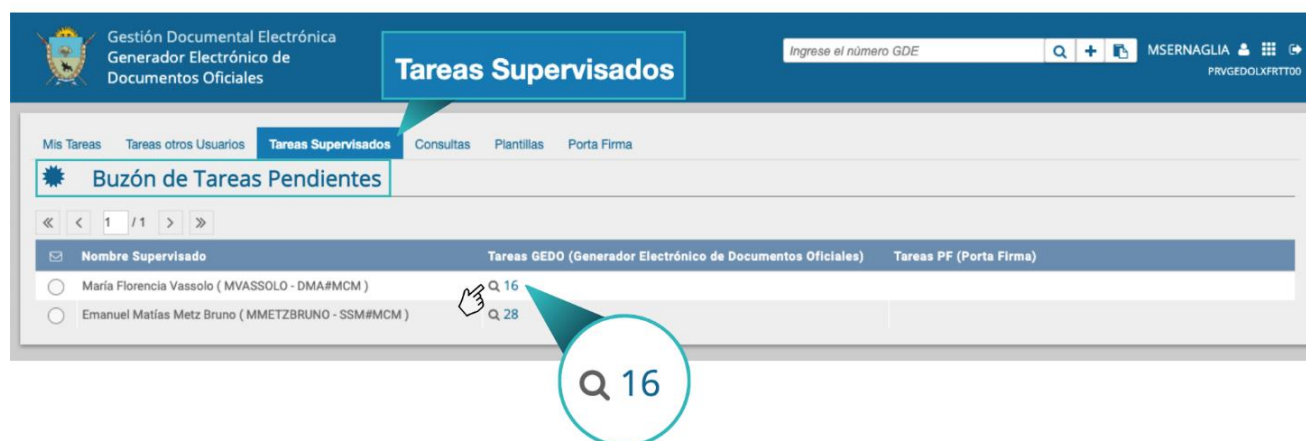 Gestión Documental Electrónica
Generador Electrónico de
Documentos Oficiales
Tareas Supervisados
Ingrese el número GDE
MSERNAGLIA
PRVGEDOLXFRTT00
Mis Tareas Tareas otros Usuarios Tareas Supervisados Consultas Plantillas Porta Firma
Buzón de Tareas Pendientes
1 / 1
Nombre Supervisado Tareas GEDO (Generador Electrónico de Documentos Oficiales) Tareas PF (Porta Firma)
María Florencia Vassolo ( MVASSOLO - DMA#MCM ) 16
Emanuel Matías Metz Bruno ( MMETZBRUNO - SSM#MCM ) 28
16